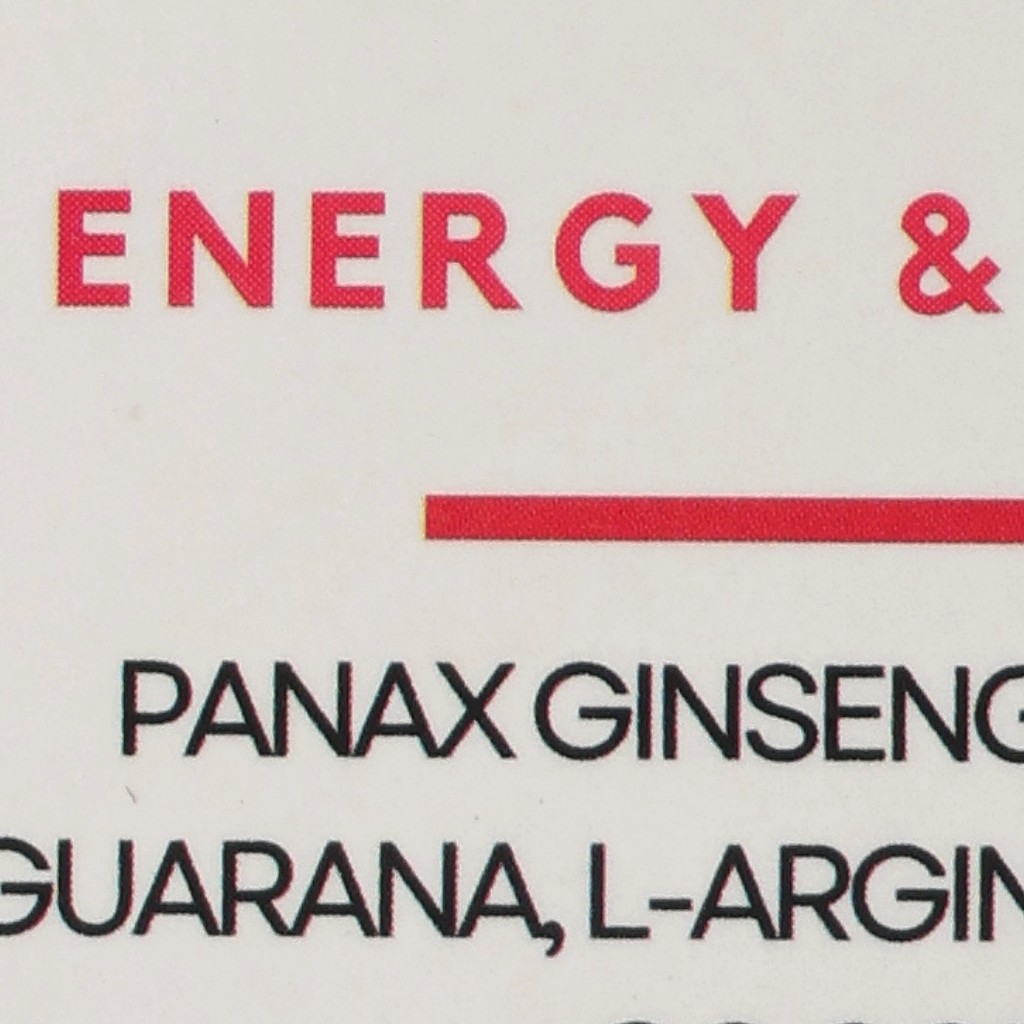 ENERGY &
PANAX GINSENG
GUARANA, L-ARGIN